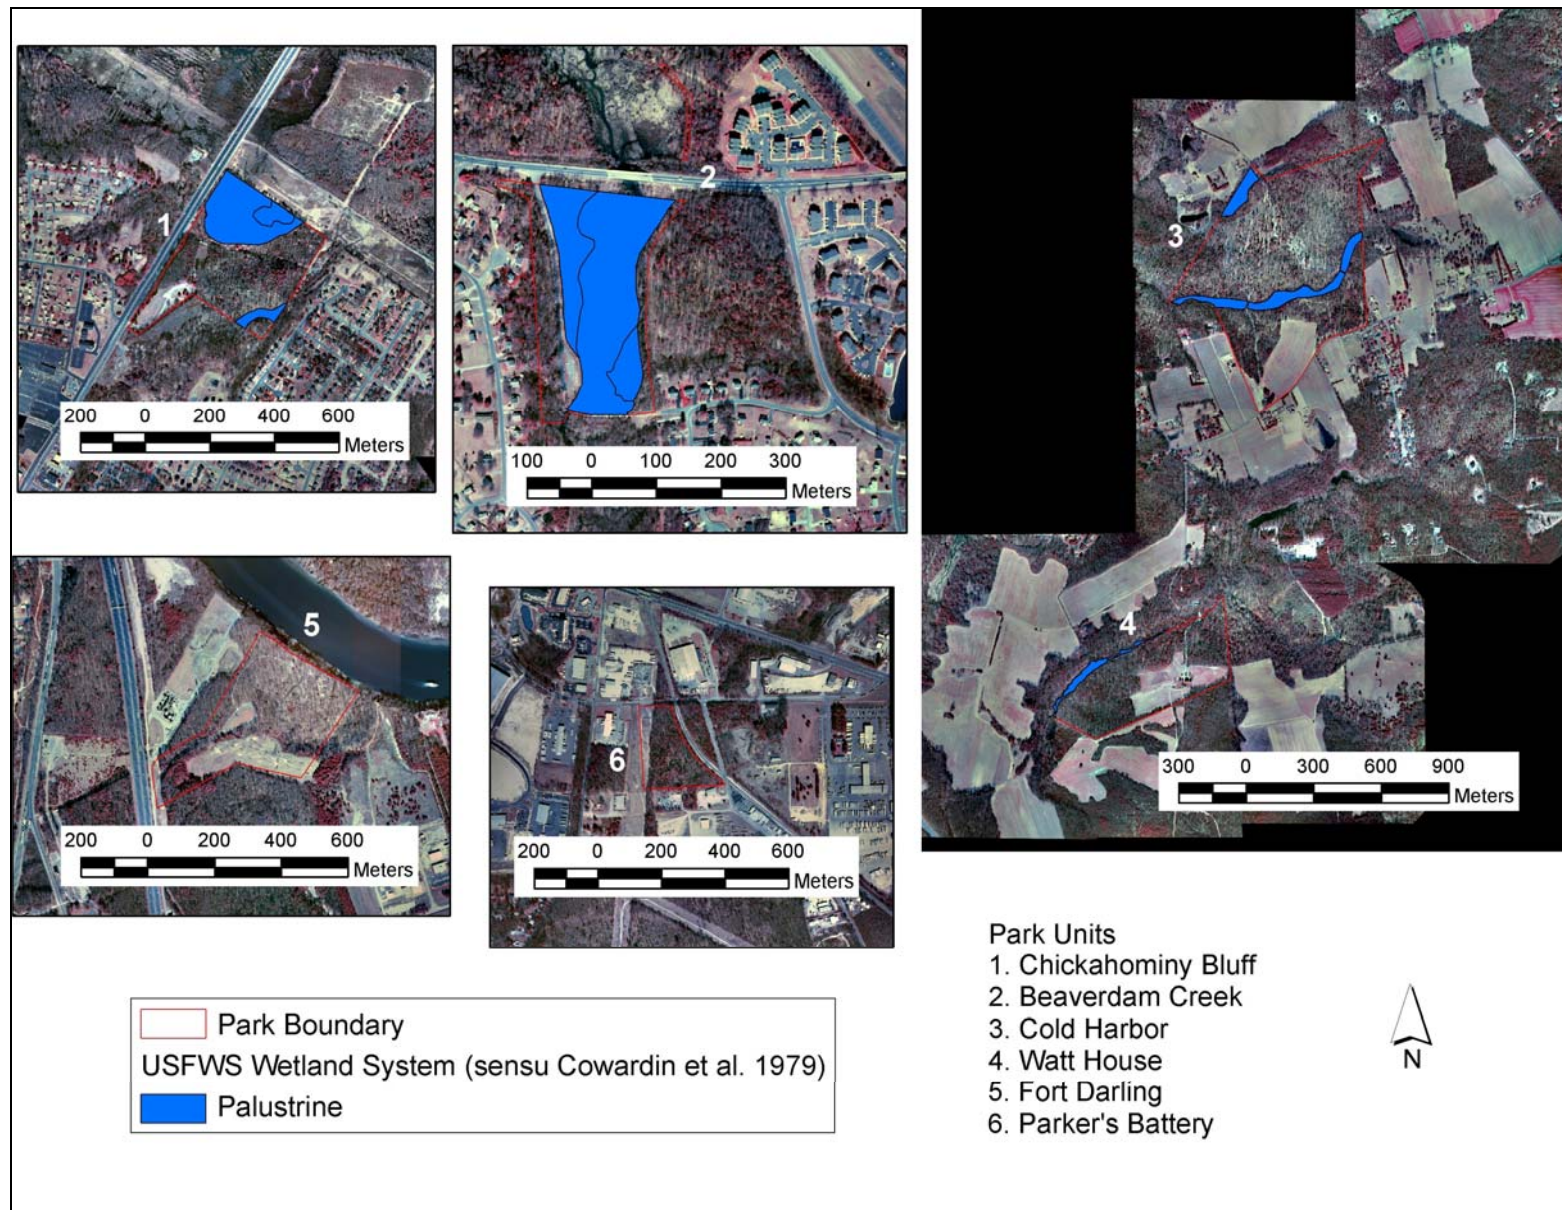 1
200 0 200 400 600
Meters
2
100 0 100 200 300
Meters
3
4
300 0 300 600 900
Meters
5
200 0 200 400 600
Meters
6
200 0 200 400 600
Meters
Park Boundary
USFWS Wetland System (sensu Cowardin et al. 1979)
Palustrine
Park Units
1. Chickahominy Bluff
2. Beaverdam Creek
3. Cold Harbor
4. Watt House
5. Fort Darling
6. Parker's Battery
N